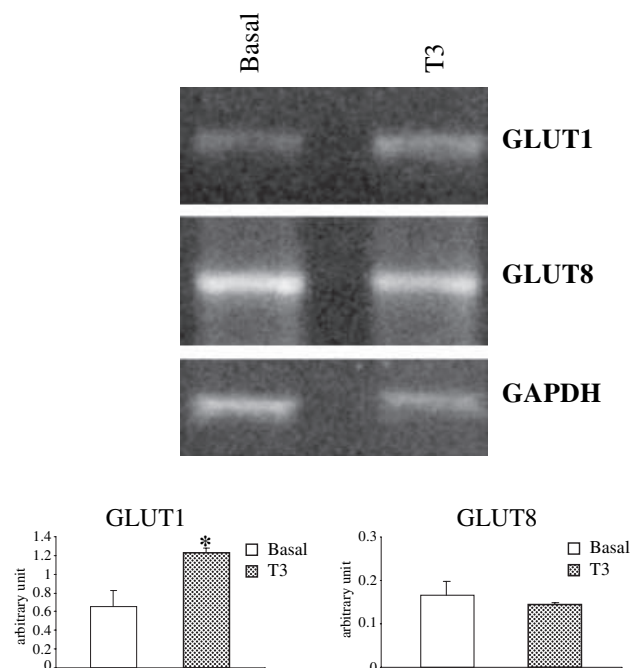 Basal T3
GLUT1
GLUT8
GAPDH
GLUT1
1.4
1.2
1
0.8
0.6
0.4
0.2
0
arbitrary unit
*
Basal
T3
GLUT8
0.3
0.2
0.1
0
arbitrary unit
Basal
T3